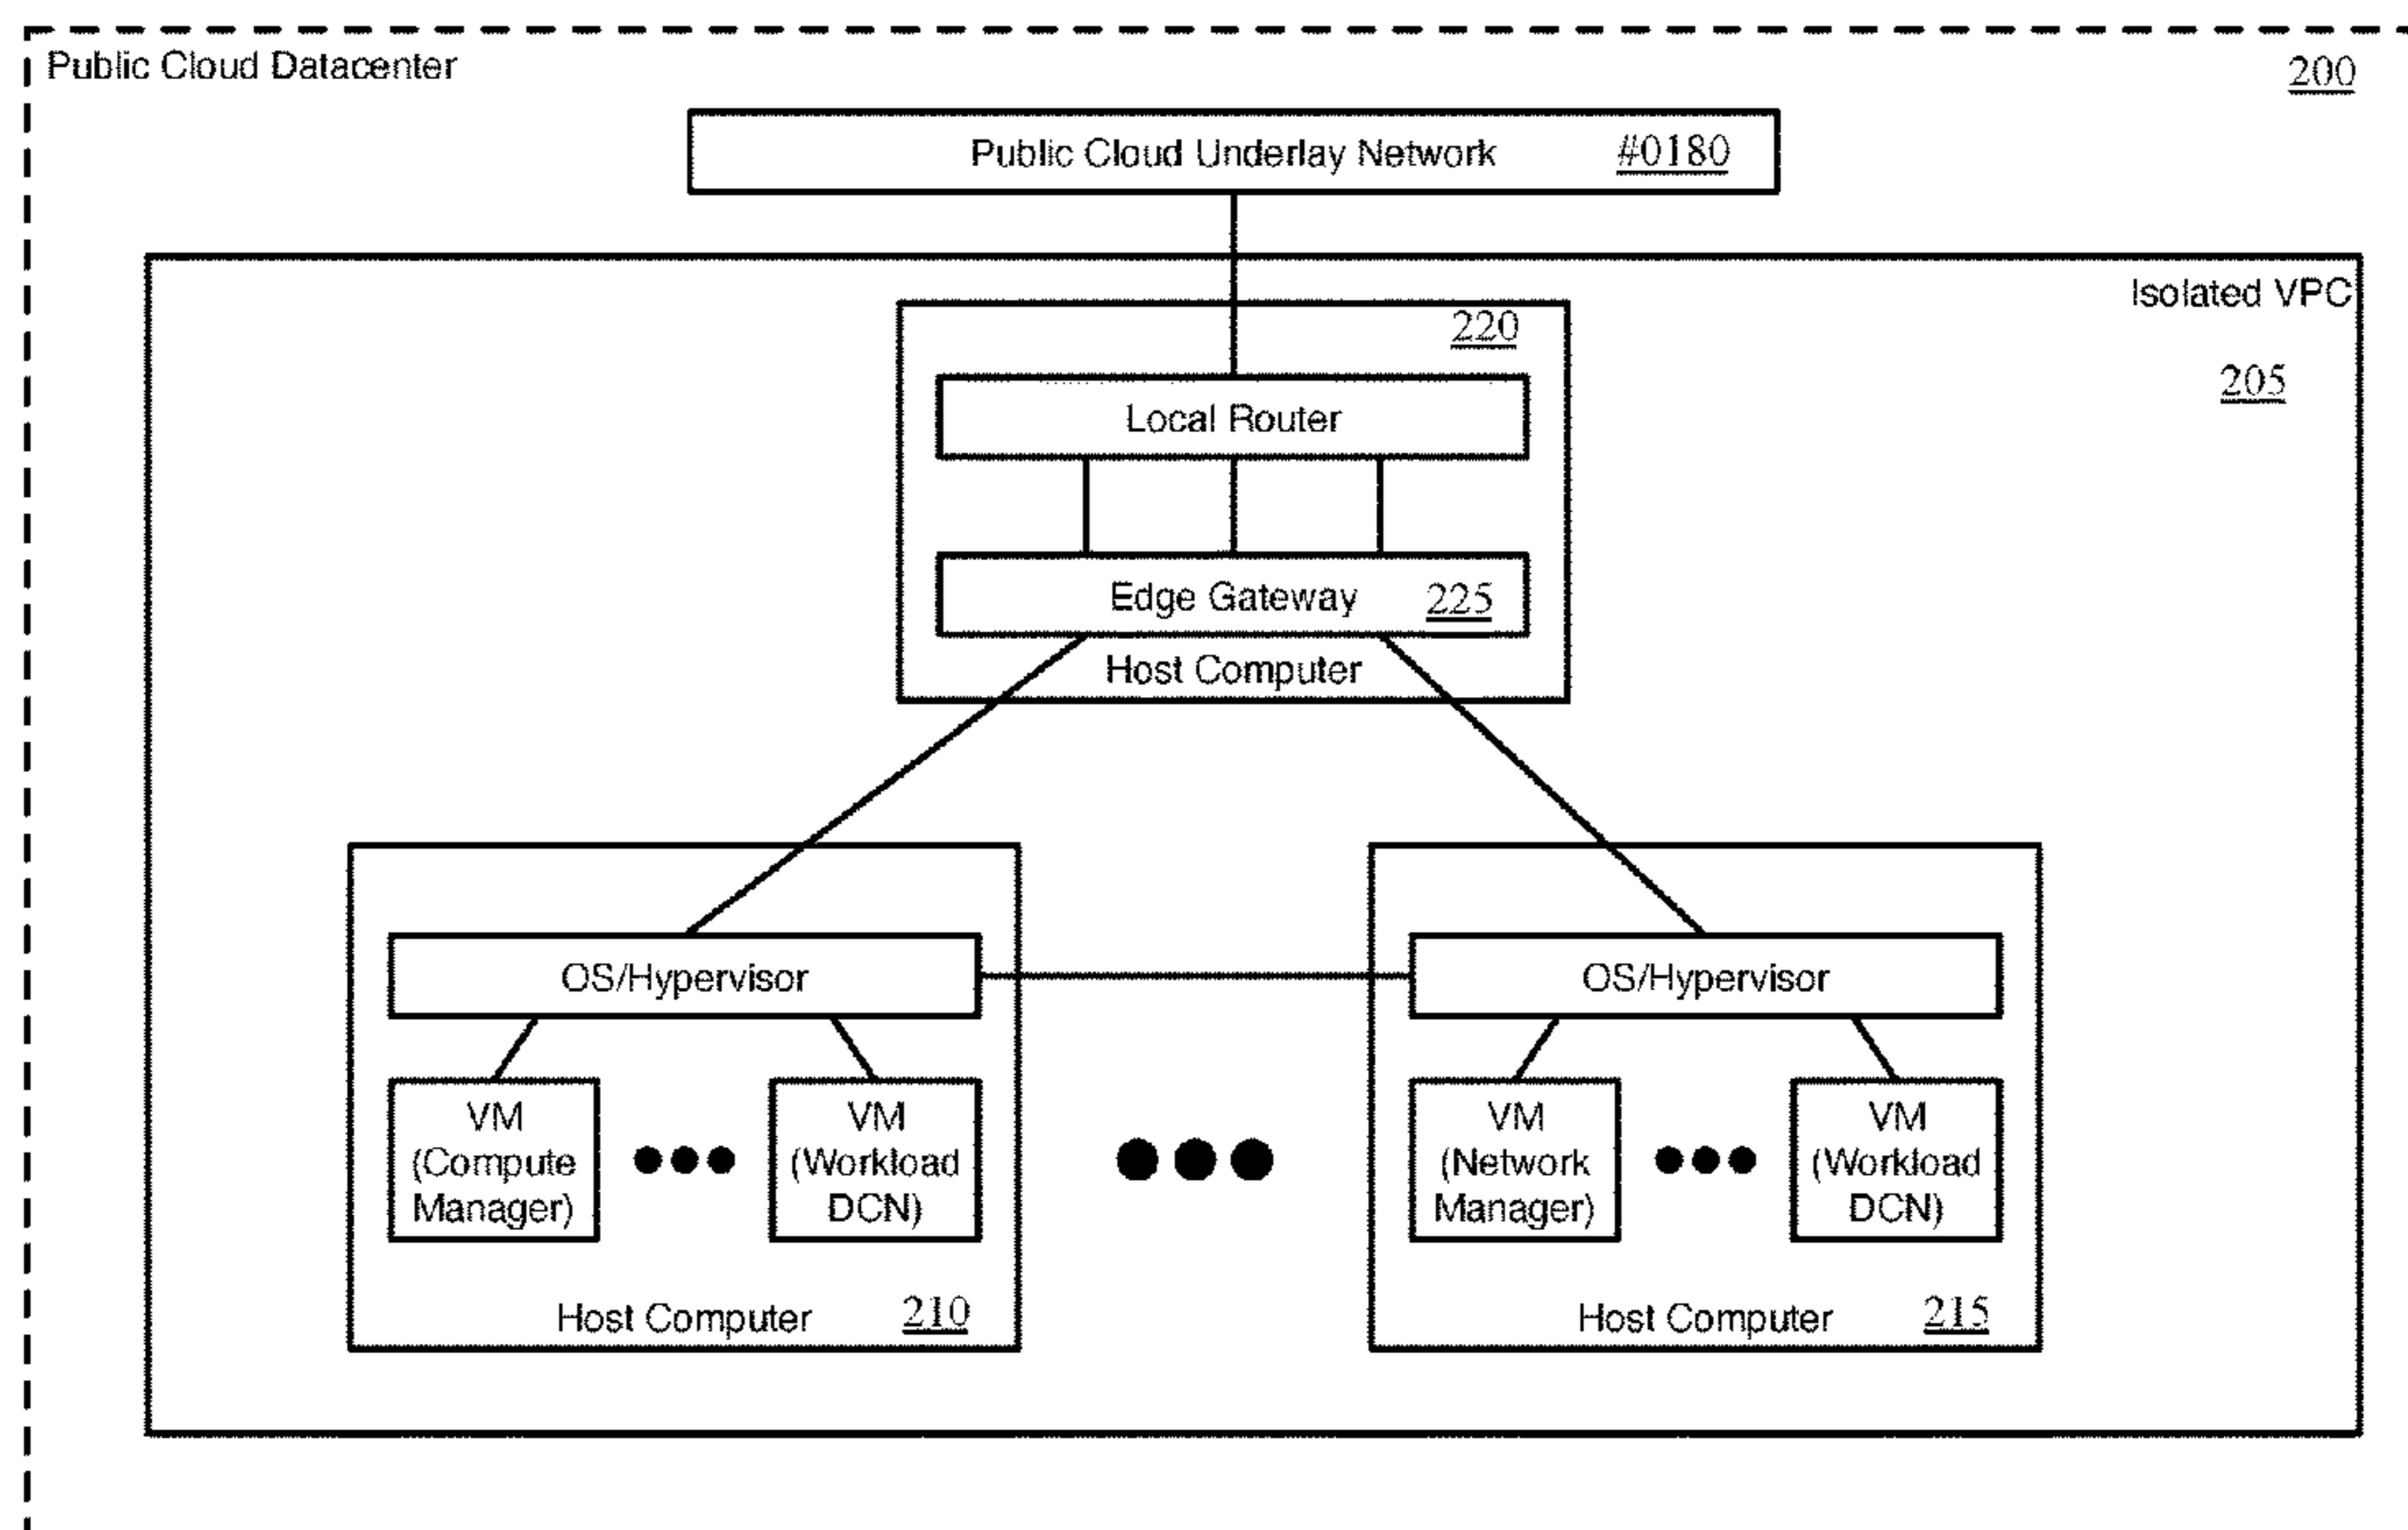 Public Cloud Datacenter
200
Public Cloud Underlay Network #0180
Isolated VPC
205
220
Local Router
Edge Gateway 225
Host Computer
OS/Hypervisor
OS/Hypervisor
VM
(Compute
Manager)
VM
(Workload
DCN)
VM
(Network
Manager)
VM
(Workload
DCN)
Host Computer 210
Host Computer 215